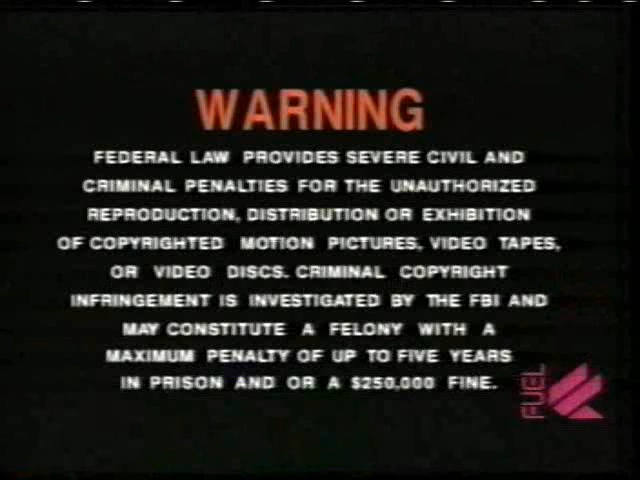 WARNING
FEDERAL LAW PROVIDES SEVERE CIVIL AND
CRIMINAL PENALTIES FOR THE UNAUTHORIZED
REPRODUCTION, DISTRIBUTION OR EXHIBITION
OF COPYRIGHTED MOTION PICTURES, VIDEO TAPES,
OR VIDEO DISCS. CRIMINAL COPYRIGHT
INFRINGEMENT IS INVESTIGATED BY THE FBI AND
MAY CONSTITUTE A FELONY WITH A
MAXIMUM PENALTY OF UP TO FIVE YEARS
IN PRISON AND OR A $250,000 FINE.
FUEL